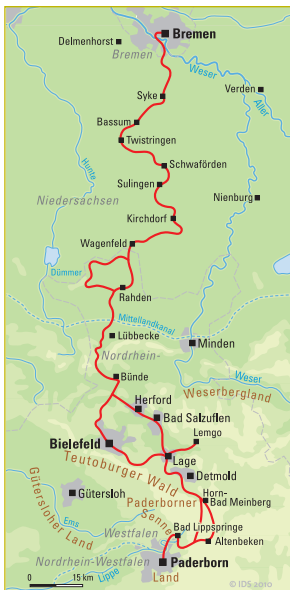 Bremen
Delmenhorst
Bremen
Weser
Verden
Aller
Syke
Bassum
Twistringen
Hunte
Schwaförden
Sulingen
Niedersachsen
Nienburg
Kirchdorf
Wagenfeld
Dümmer
Rahden
Mittellandkanal
Lübbecke
Minden
Nordrhein-
Bünde
Weser
Weserbergland
Herford
Bad Salzuflen
Lemgo
Bielefeld
Lage
Teutoburger Wald
Detmold
Gütersloh
Gütersloher Land
Paderborner
Horn-
Bad Meinberg
Ems
Senne
Bad Lippspringe
Westfalen
Altenbeken
Nordrhein-Westfalen
Paderborn
Lippe
Land
0 15 km
© IDS 2010